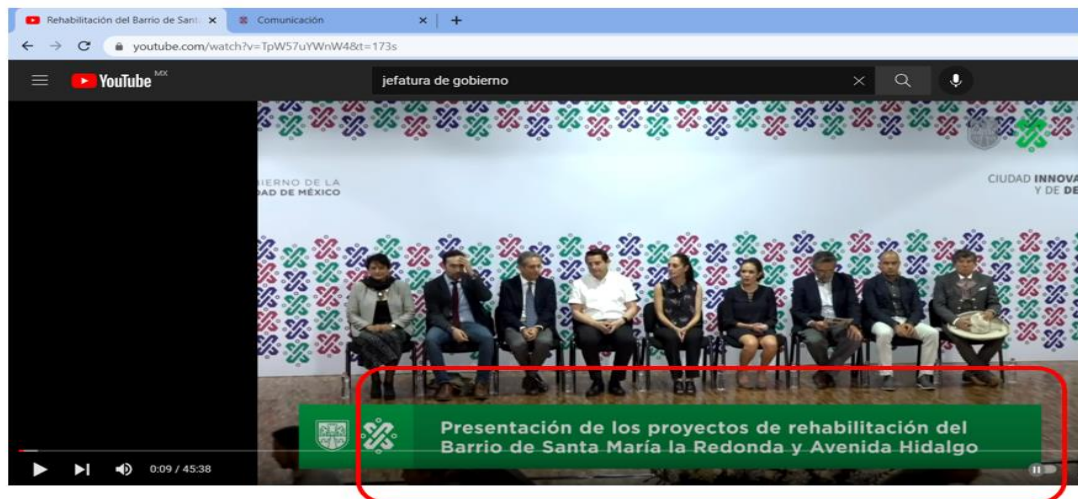 Rehabilitación del Barrio de Sant
Comunicación
youtube.com/watch?v=TpW57uYWnW4&t=173s
YouTube MX
jefatura de gobierno
IERNO DE LA
AD DE MÉXICO
CIUDAD INNOVA
Y DE DE
Presentación de los proyectos de rehabilitación del
Barrio de Santa María la Redonda y Avenida Hidalgo
0:09 / 45:38